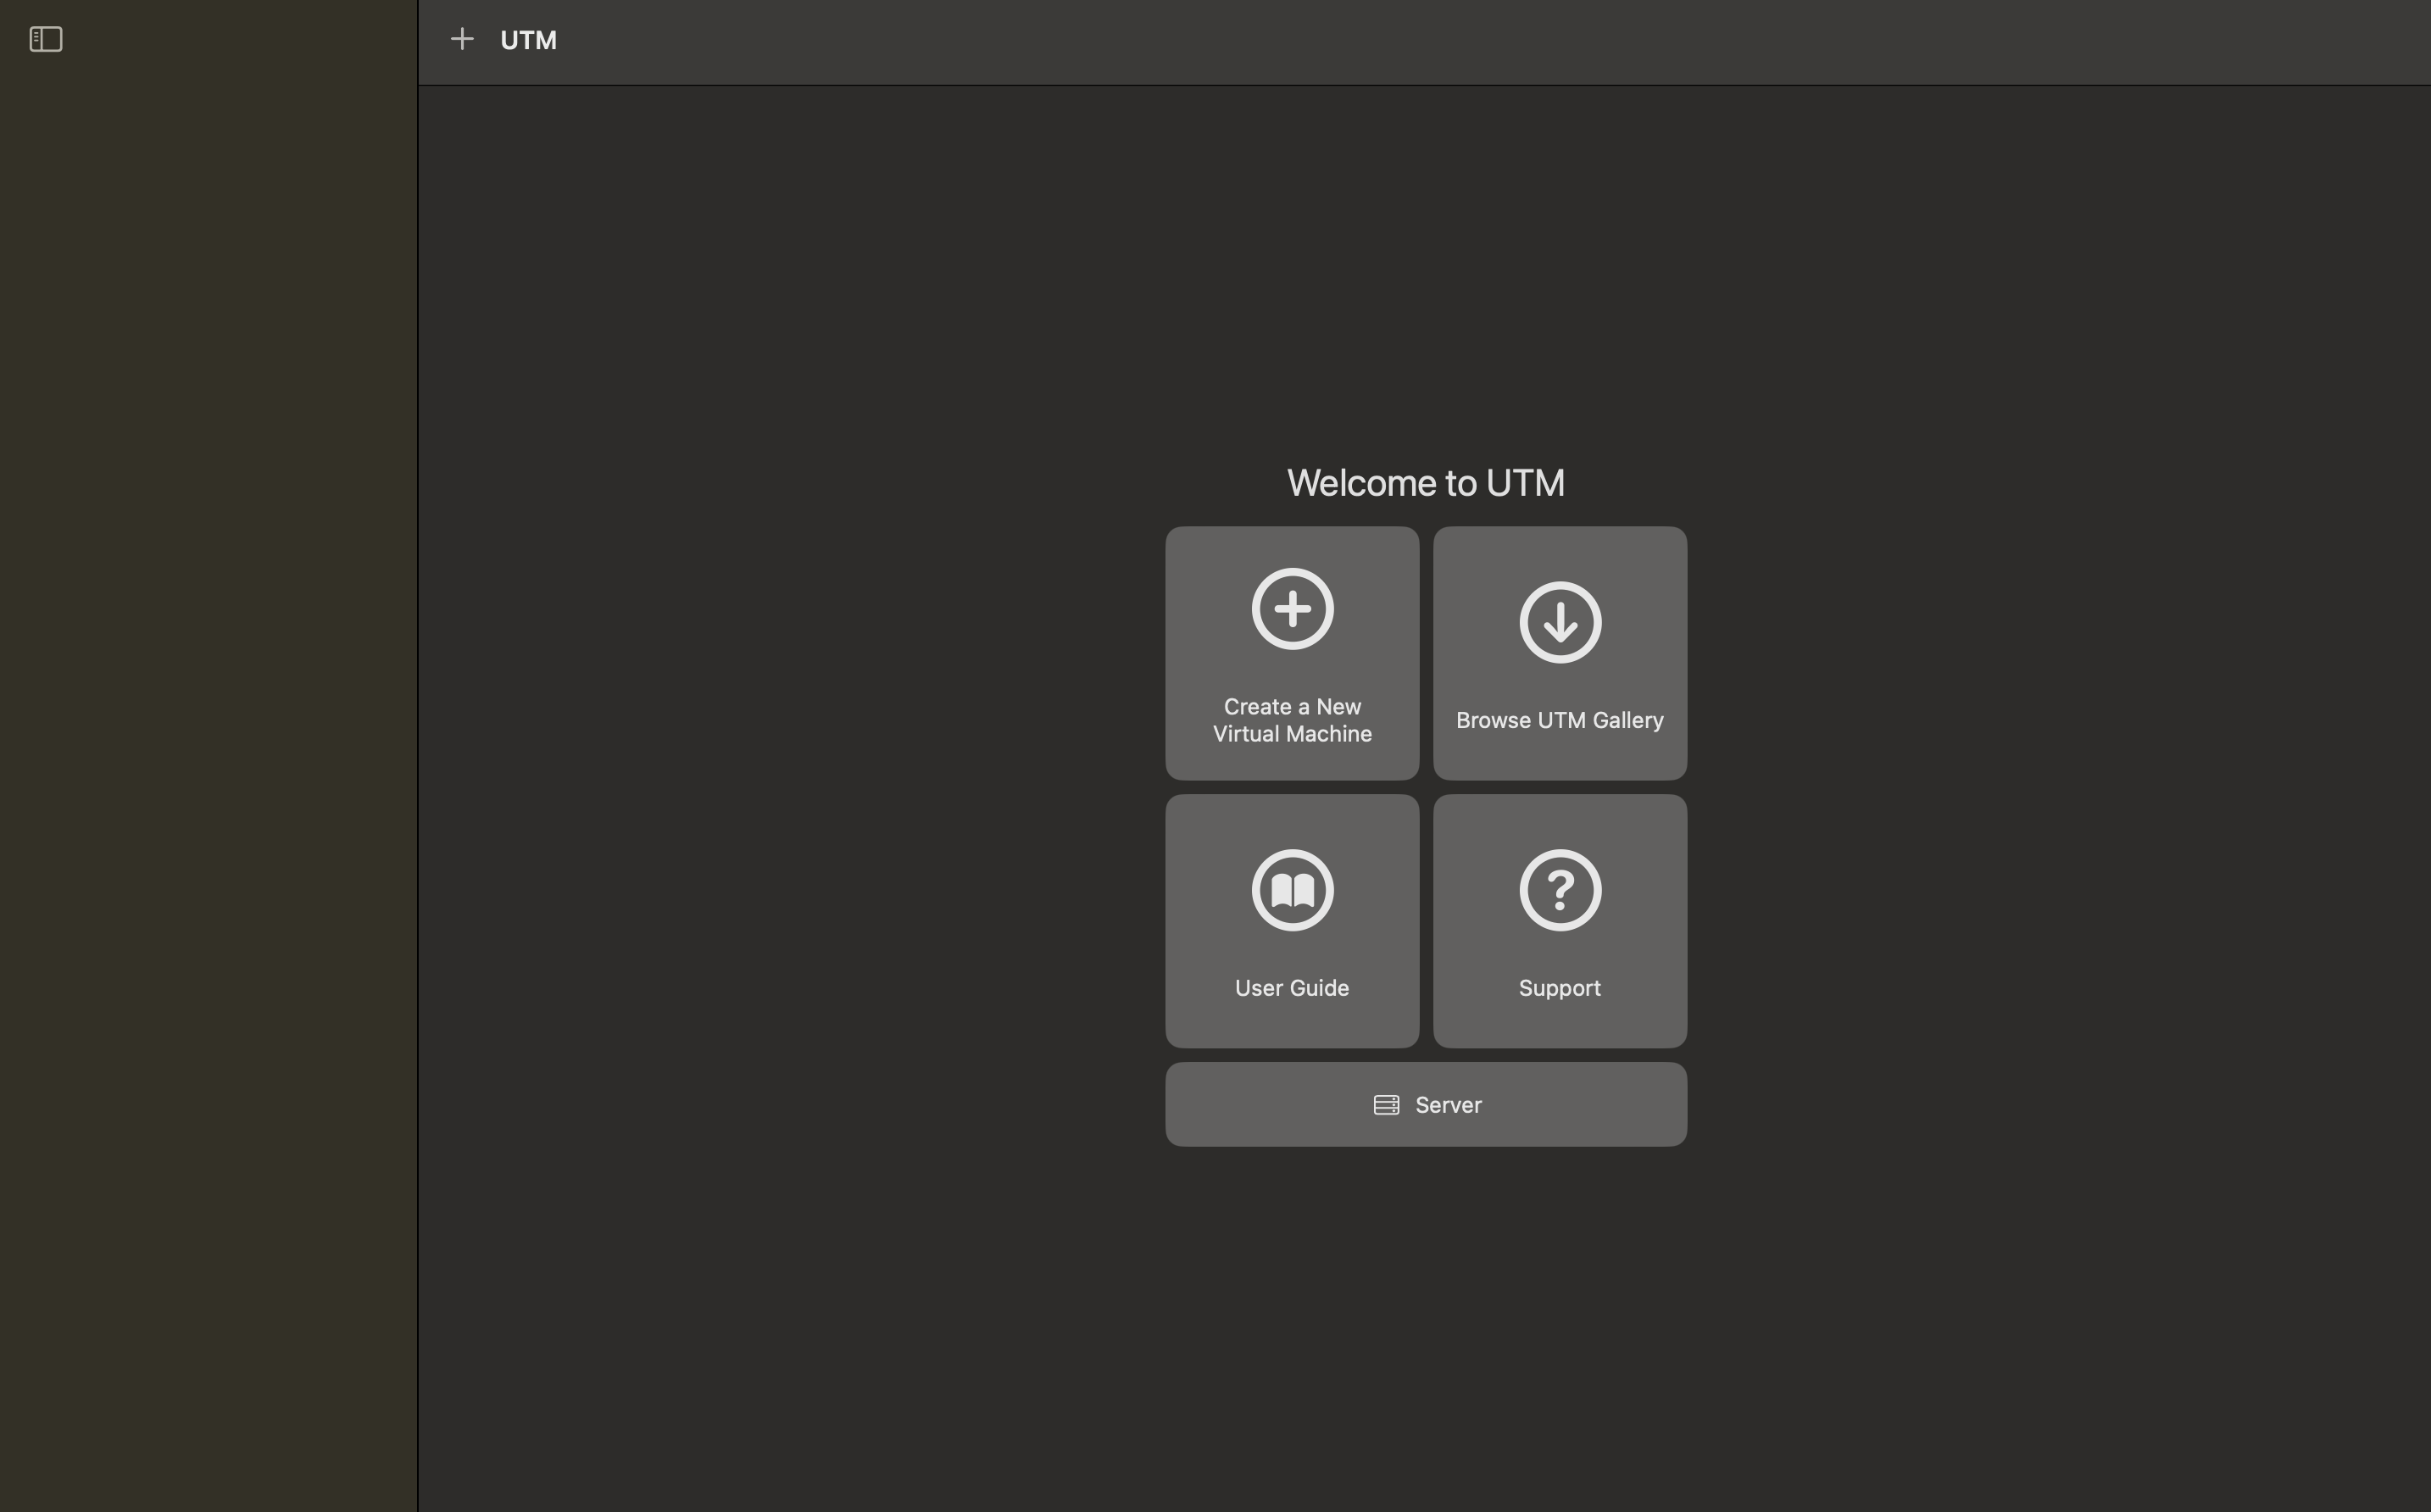 UTM
Welcome to UTM
Create a New
Virtual Machine
Browse UTM Gallery
User Guide
Support
Server